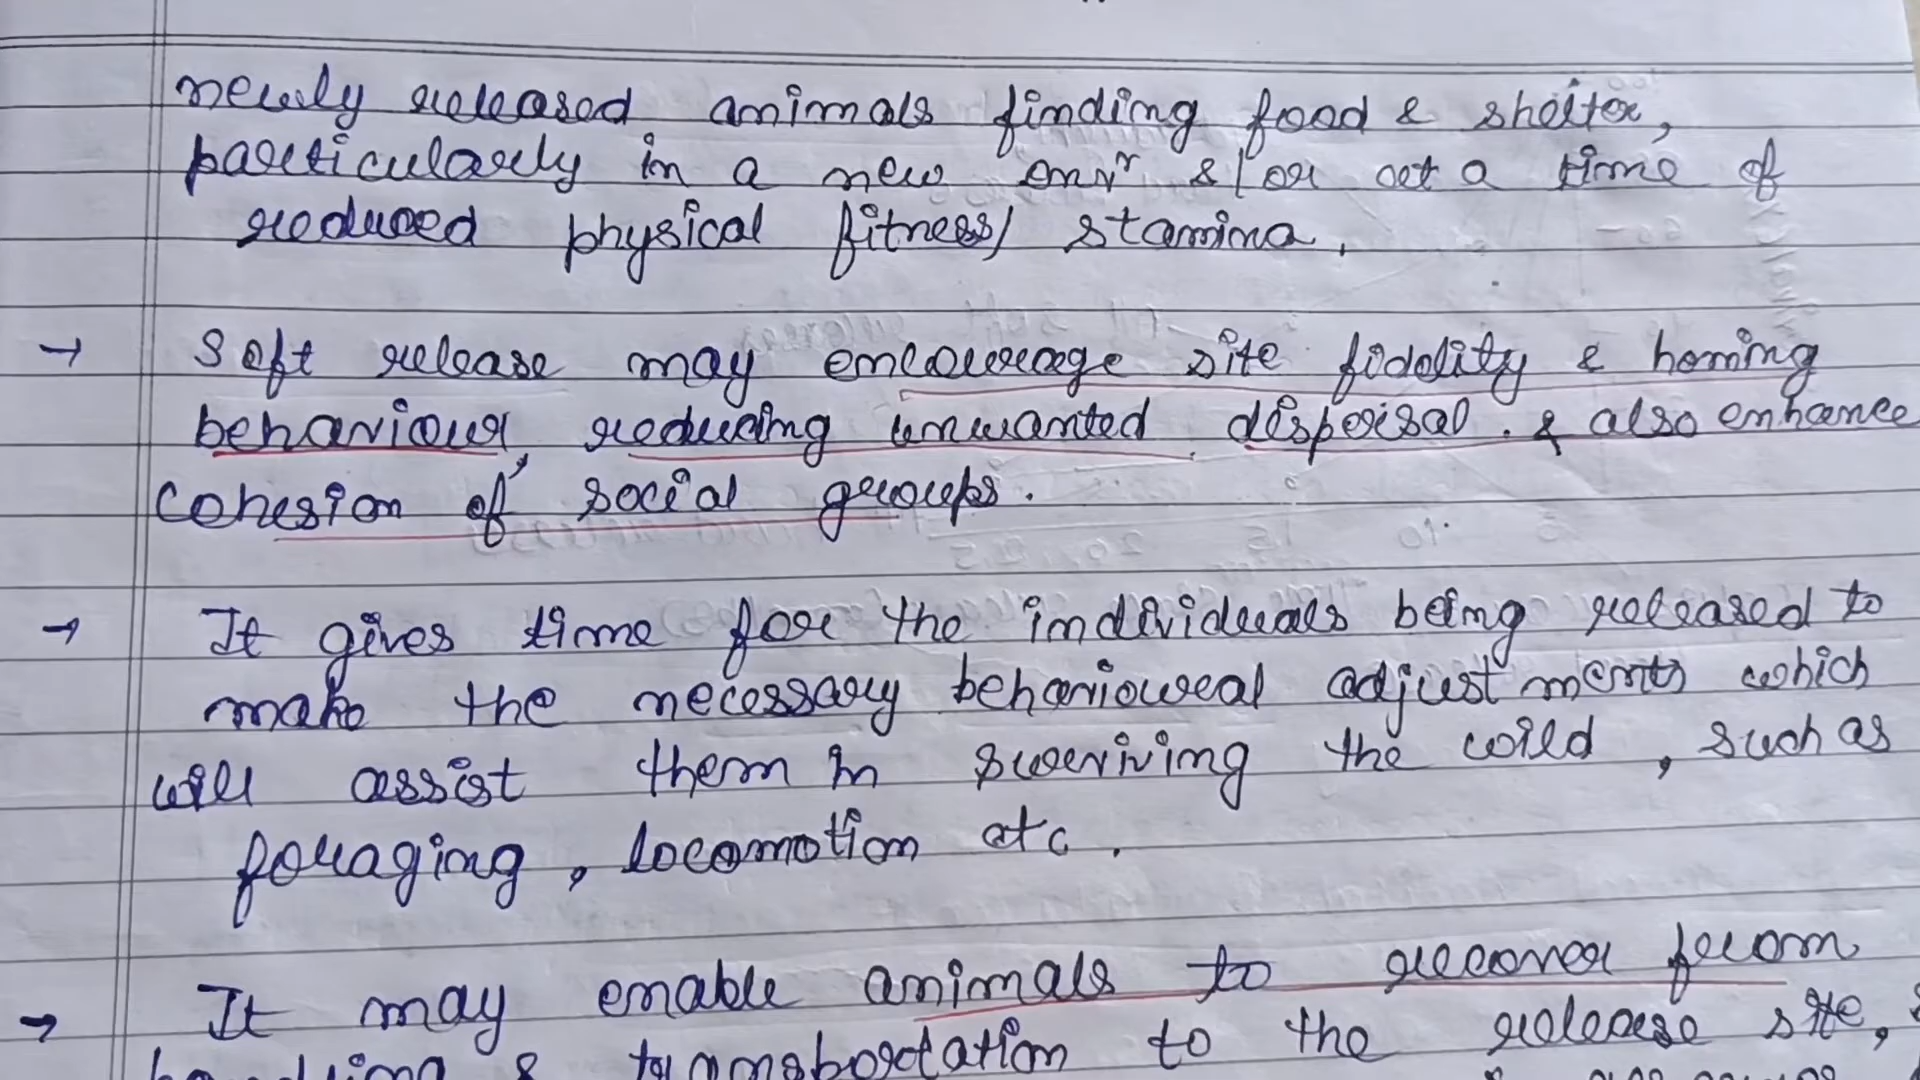 newly released animals finding food & shelter,
particularly in a new envr &/or at a time of
reduced physical fitness/ stamina.
→ Soft release may encourage site fidelity & homing
behaviour, reducing unwanted dispersal. & also enhance
cohesion of social groups.
→ It gives time for the individuals being released to
make the necessary behavioural adjustments which
will assist them in surviving the wild, such as
foraging, locomotion etc.
→ It may enable animals to recover from
handling & transportation to the release site,